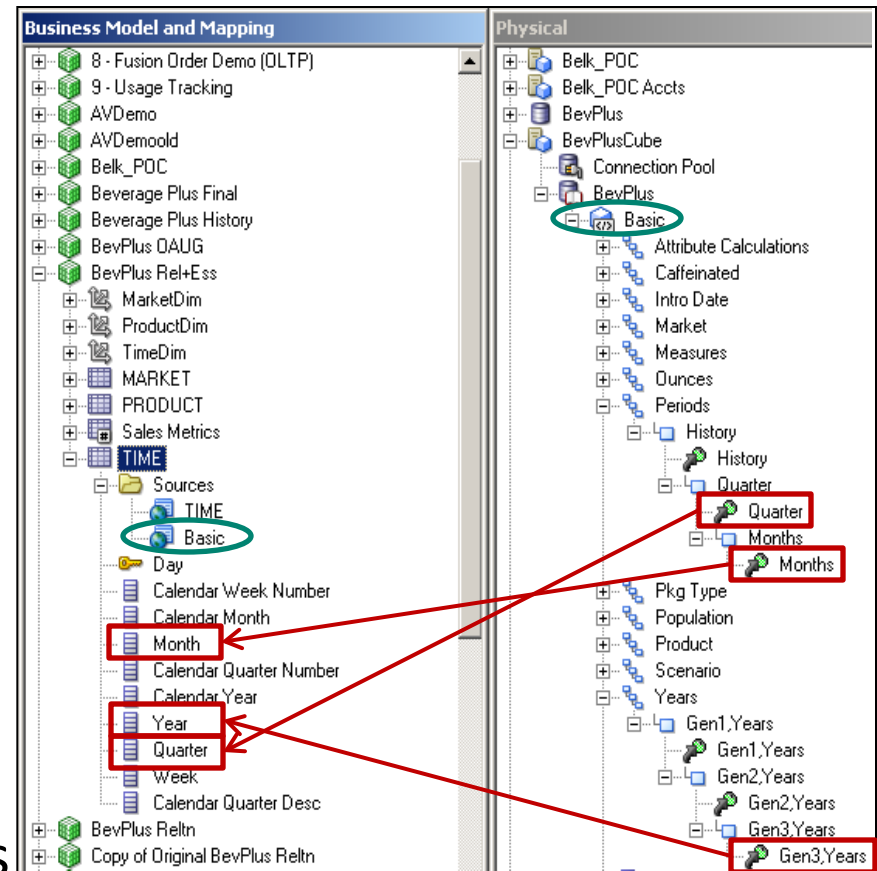 Business Model and Mapping
8 - Fusion Order Demo (OLTP)
9 - Usage Tracking
AVDemo
AVDemoold
Belk_POC
Beverage Plus Final
Beverage Plus History
BevPlus OAUG
BevPlus Rel+Ess
MarketDim
ProductDim
TimeDim
MARKET
PRODUCT
Sales Metrics
TIME
Sources
TIME
Basic
Day
Calendar Week Number
Calendar Month
Month
Calendar Quarter Number
Calendar Year
Year
Quarter
Week
Calendar Quarter Desc
BevPlus Reltn
Copy of Original BevPlus Reltn
s
Physical
Belk_POC
Belk_POC Accts
BevPlus
BevPlusCube
Connection Pool
BevPlus
Basic
Attribute Calculations
Caffeinated
Intro Date
Market
Measures
Ounces
Periods
History
History
Quarter
Quarter
Months
Months
Pkg Type
Population
Product
Scenario
Years
Gen1,Years
Gen1,Years
Gen2,Years
Gen2,Years
Gen3,Years
Gen3,Years